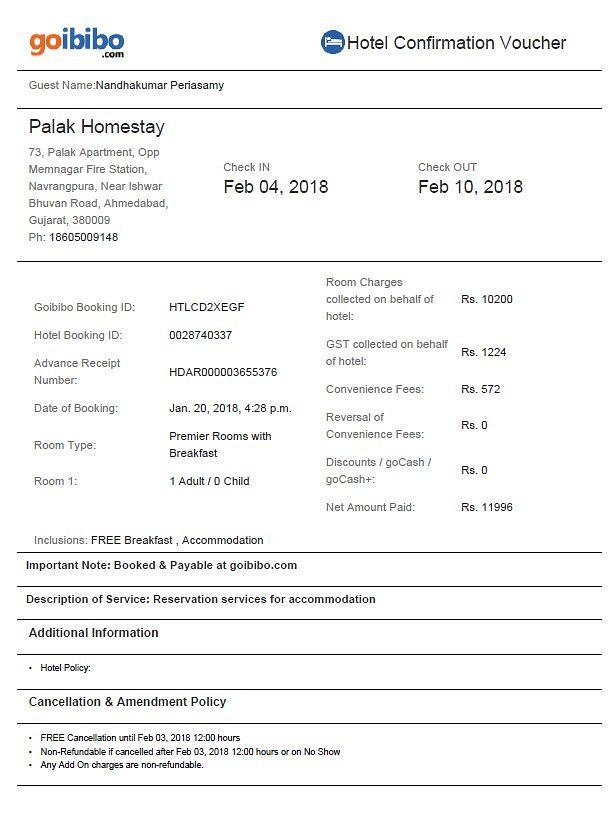 goibibo
.com
Hotel Confirmation Voucher
Guest Name:Nandhakumar Periasamy
Palak Homestay
73, Palak Apartment, Opp
Memnagar Fire Station,
Navrangpura, Near Ishwar
Bhuvan Road, Ahmedabad,
Gujarat, 380009
Ph: 18605009148
Check IN
Feb 04, 2018
Check OUT
Feb 10, 2018
Goibibo Booking ID: HTLCD2XEGF
Hotel Booking ID: 0028740337
Advance Receipt
Number:
HDAR000003655376
Date of Booking: Jan. 20, 2018, 4:28 p.m.
Room Type:
Premier Rooms with
Breakfast
Room 1: 1 Adult / 0 Child
Room Charges
collected on behalf of
hotel:
Rs. 10200
GST collected on behalf
of hotel:
Rs. 1224
Convenience Fees: Rs. 572
Reversal of
Convenience Fees:
Rs. 0
Discounts / goCash /
goCash+:
Rs. 0
Net Amount Paid: Rs. 11996
Inclusions: FREE Breakfast , Accommodation
Important Note: Booked & Payable at goibibo.com
Description of Service: Reservation services for accommodation
Additional Information
• Hotel Policy:
Cancellation & Amendment Policy
• FREE Cancellation until Feb 03, 2018 12:00 hours
• Non-Refundable if cancelled after Feb 03, 2018 12:00 hours or on No Show
• Any Add On charges are non-refundable.